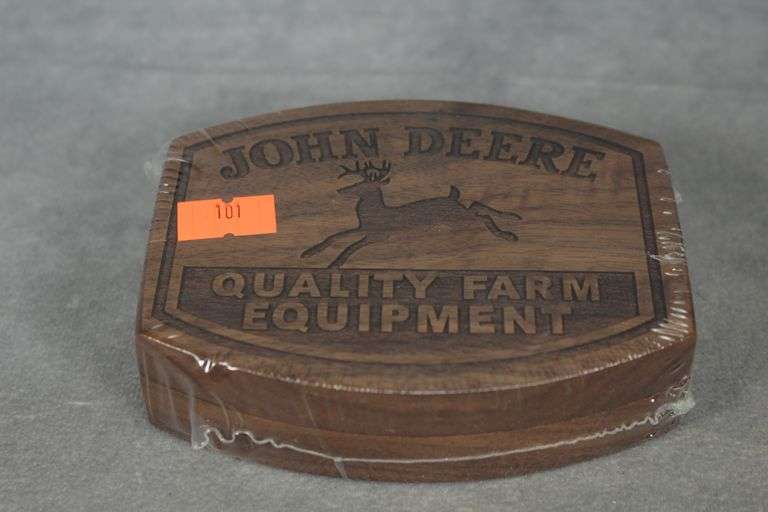 JOHN DEERE
101
QUALITY FARM
EQUIPMENT